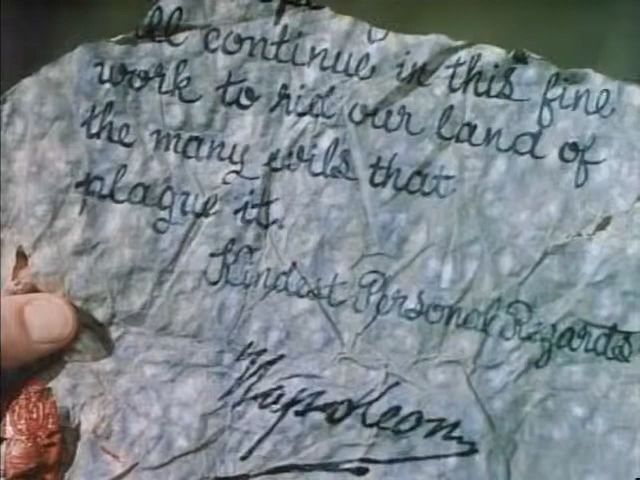 ll continue in this fine
work to rid our land of
the many evils that
plague it.
Kindest Personal Regards
Napoleon